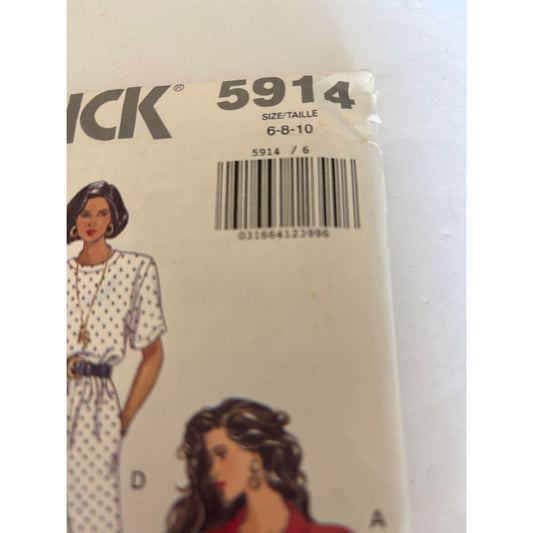 ICK® 5914
SIZE/TAILLE
6-8-10
5914 / 6
031664123996
D
A